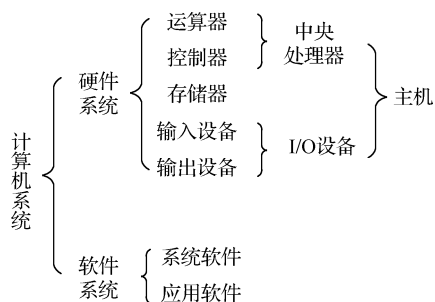 运算器
控制器
中央
处理器
存储器
主机
硬件
系统
输入设备
输出设备
I/O设备
计算机系统
软件
系统
系统软件
应用软件